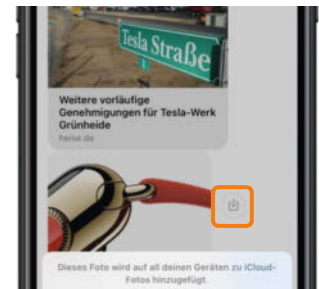 Tesla Straße
1
Weitere vorläufige
Genehmigungen für Tesla-Werk
Grünheide
heise.de
Dieses Foto wird auf all deinen Geräten zu iCloud-
Fotos hinzugefügt.